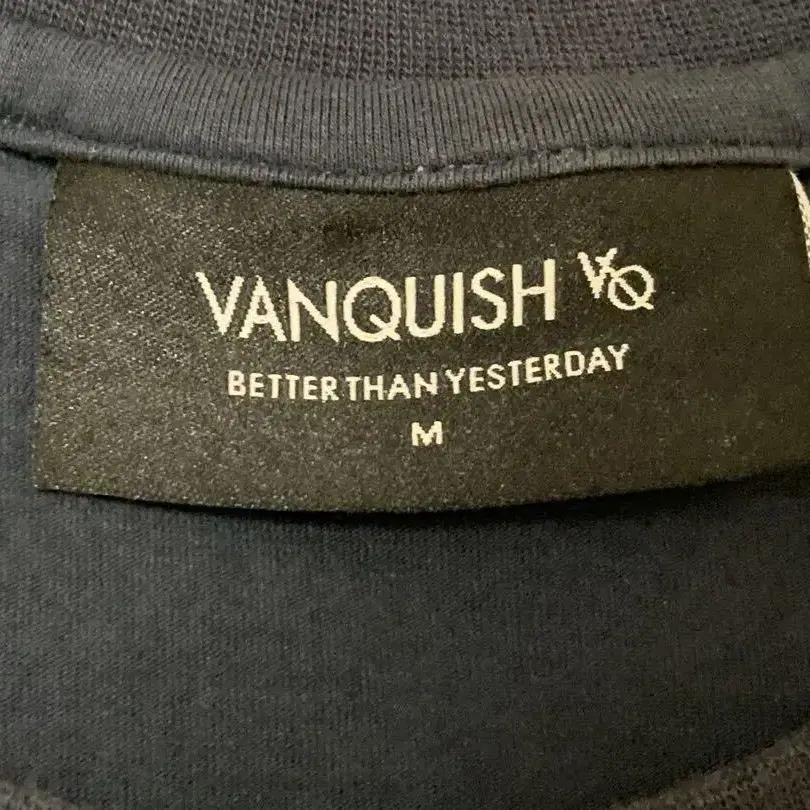 VANQUISH VQ
BETTER THAN YESTERDAY
M